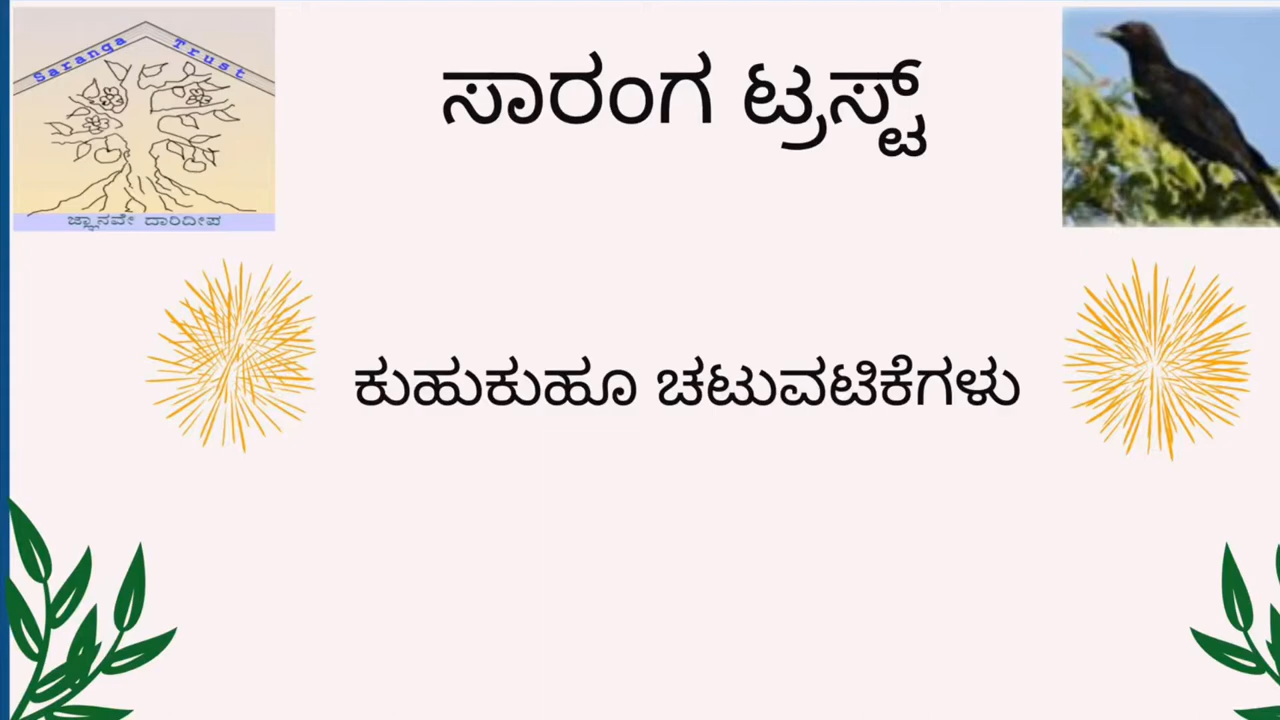 Saranga Trust
ಜ್ಞಾನವೇ ದಾರಿದೀಪ
ಸಾರಂಗ ಟ್ರಸ್ಟ್
ಕುಹುಕುಹೂ ಚಟುವಟಿಕೆಗಳು